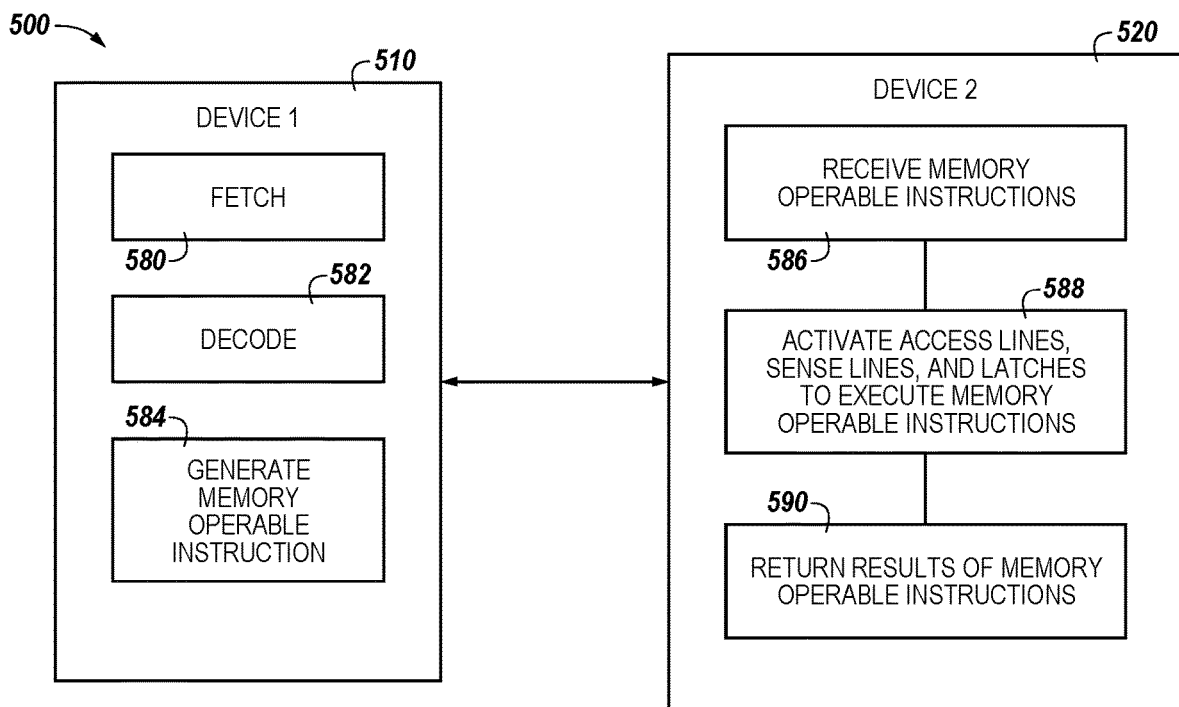 500
510
DEVICE 1
FETCH
580
582
DECODE
584
GENERATE
MEMORY
OPERABLE
INSTRUCTION
520
DEVICE 2
RECEIVE MEMORY
OPERABLE INSTRUCTIONS
586
588
ACTIVATE ACCESS LINES,
SENSE LINES, AND LATCHES
TO EXECUTE MEMORY
OPERABLE INSTRUCTIONS
590
RETURN RESULTS OF MEMORY
OPERABLE INSTRUCTIONS